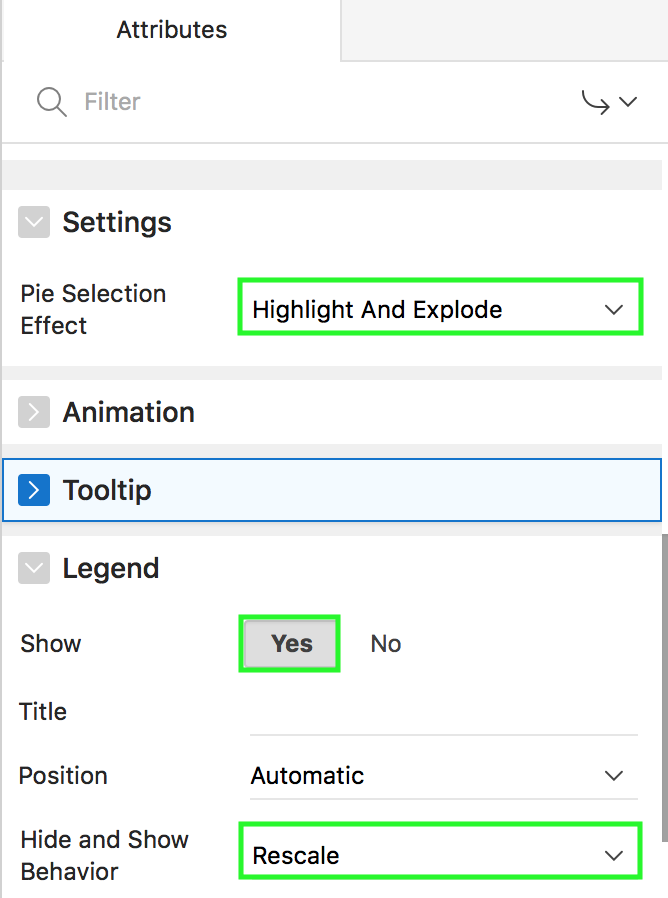 Attributes
Filter
Settings
Pie Selection
Effect
Highlight And Explode
Animation
Tooltip
Legend
Show
Yes
No
Title
Position
Automatic
Hide and Show
Behavior
Rescale